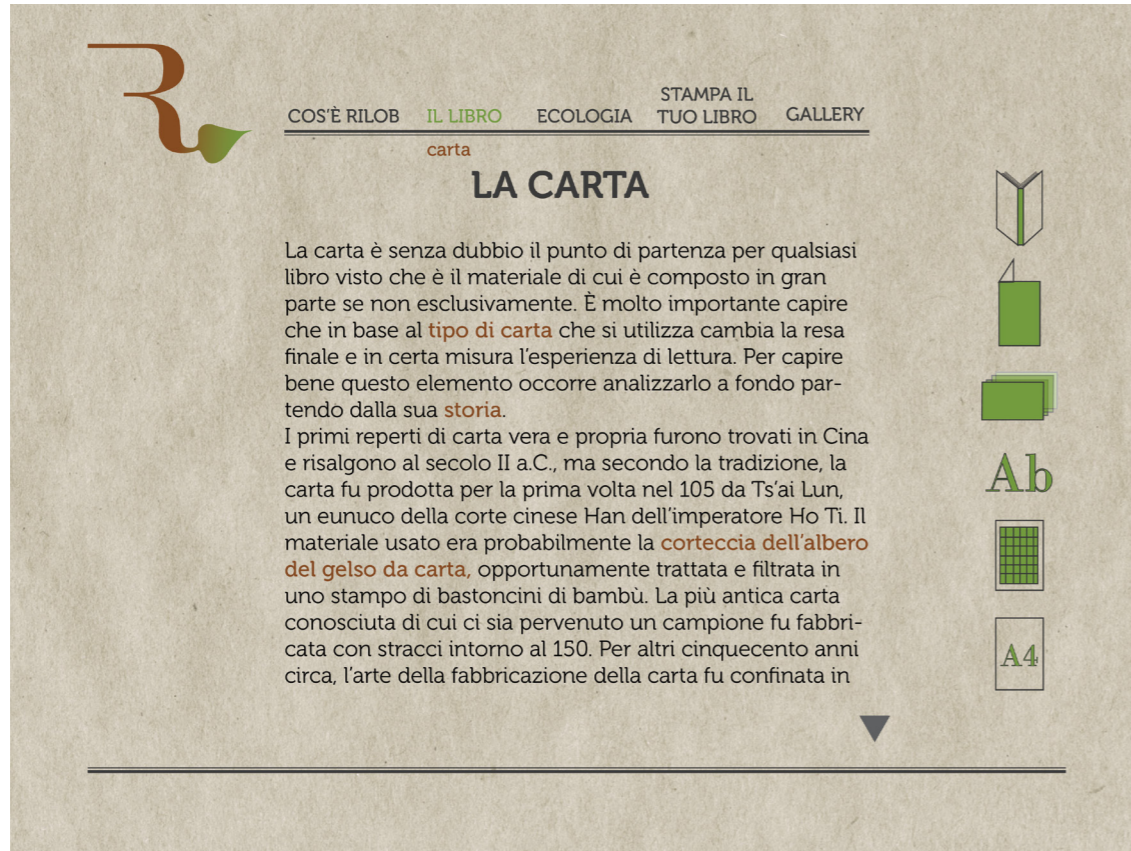 R
COS'È RILOB
IL LIBRO
ECOLOGIA
STAMPA IL
TUO LIBRO
GALLERY
carta
LA CARTA
La carta è senza dubbio il punto di partenza per qualsiasi
libro visto che è il materiale di cui è composto in gran
parte se non esclusivamente. È molto importante capire
che in base al tipo di carta che si utilizza cambia la resa
finale e in certa misura l'esperienza di lettura. Per capire
bene questo elemento occorre analizzarlo a fondo par-
tendo dalla sua storia.
I primi reperti di carta vera e propria furono trovati in Cina
e risalgono al secolo II a.C., ma secondo la tradizione, la
carta fu prodotta per la prima volta nel 105 da Ts'ai Lun,
un eunuco della corte cinese Han dell'imperatore Ho Ti. Il
materiale usato era probabilmente la corteccia dell'albero
del gelso da carta, opportunamente trattata e filtrata in
uno stampo di bastoncini di bambù. La più antica carta
conosciuta di cui ci sia pervenuto un campione fu fabbri-
cata con stracci intorno al 150. Per altri cinquecento anni
circa, l'arte della fabbricazione della carta fu confinata in
Ab
A4